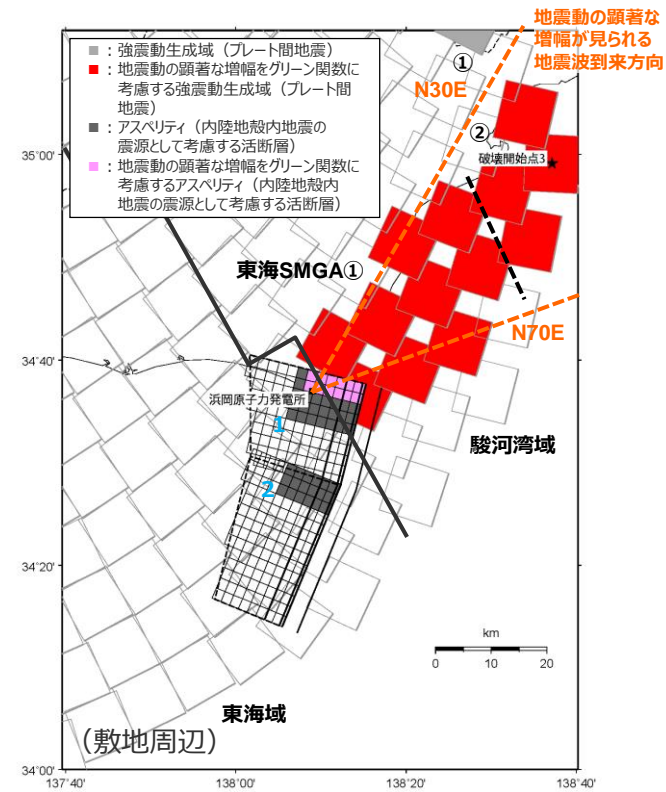 地震動の顕著な
増幅が見られる
地震波到来方向
■：強震動生成域（プレート間地震）
■：地震動の顕著な増幅をグリーン関数に
考慮する強震動生成域（プレート間
地震）
■：アスペリティ（内陸地殻内地震の
震源として考慮する活断層）
■：地震動の顕著な増幅をグリーン関数に
考慮するアスペリティ（内陸地殻内
地震の震源として考慮する活断層）
①
N30E
②
破壊開始点3
35°00'
東海SMGA①
N70E
34°40'
浜岡原子力発電所
1
駿河湾域
2
34°20'
km
0 10 20
東海域
（敷地周辺）
34°00'
137°40' 138°00' 138°20' 138°40'